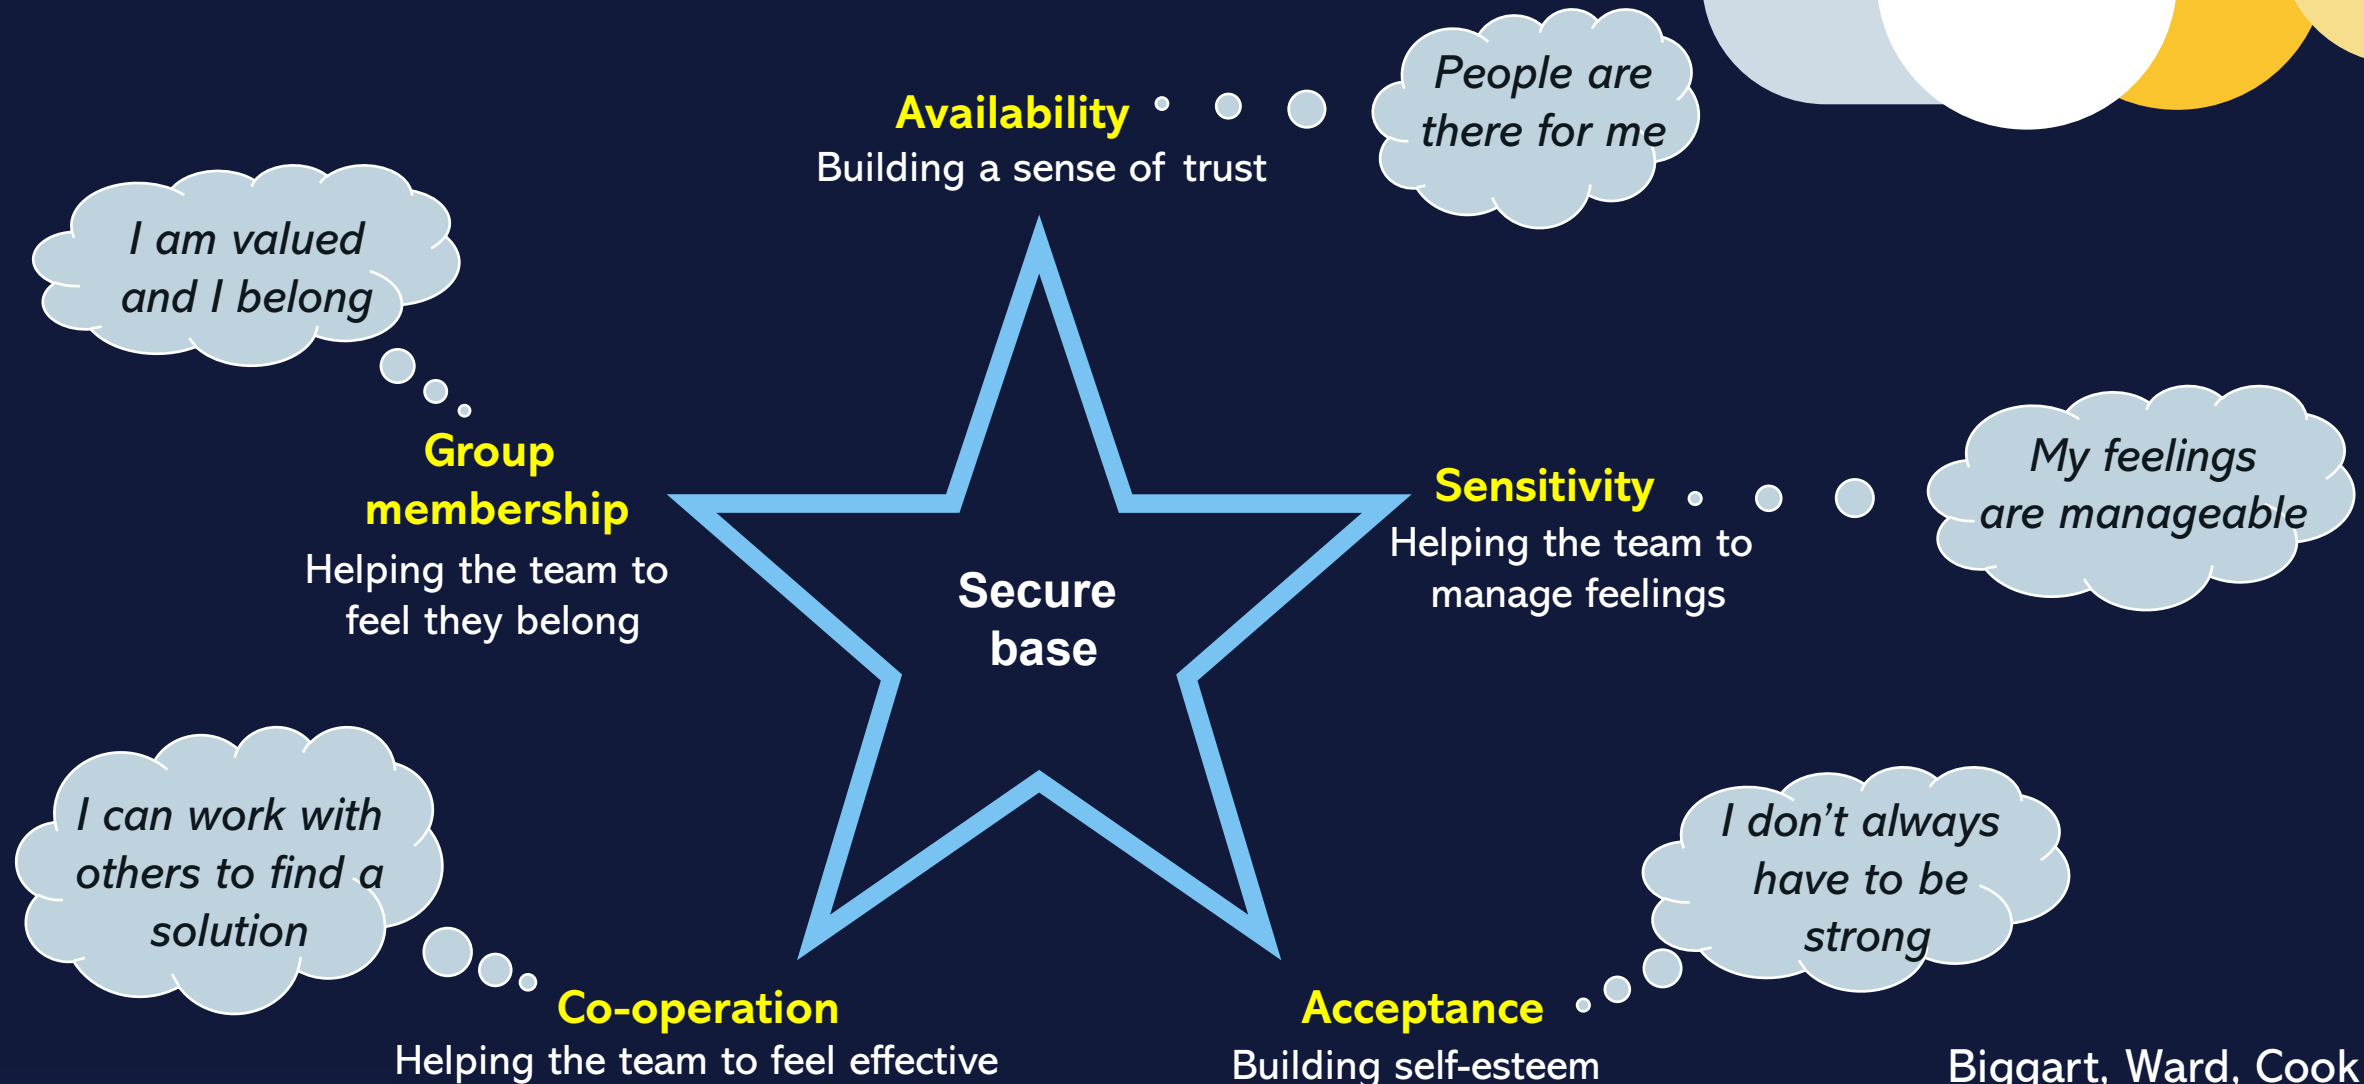 Availability
Building a sense of trust
People are
there for me
I am valued
and I belong
Group
membership
Helping the team to
feel they belong
Sensitivity
Helping the team to
manage feelings
My feelings
are manageable
Secure
base
I can work with
others to find a
solution
Co-operation
Helping the team to feel effective
I don’t always
have to be
strong
Acceptance
Building self-esteem
Biggart, Ward, Cook